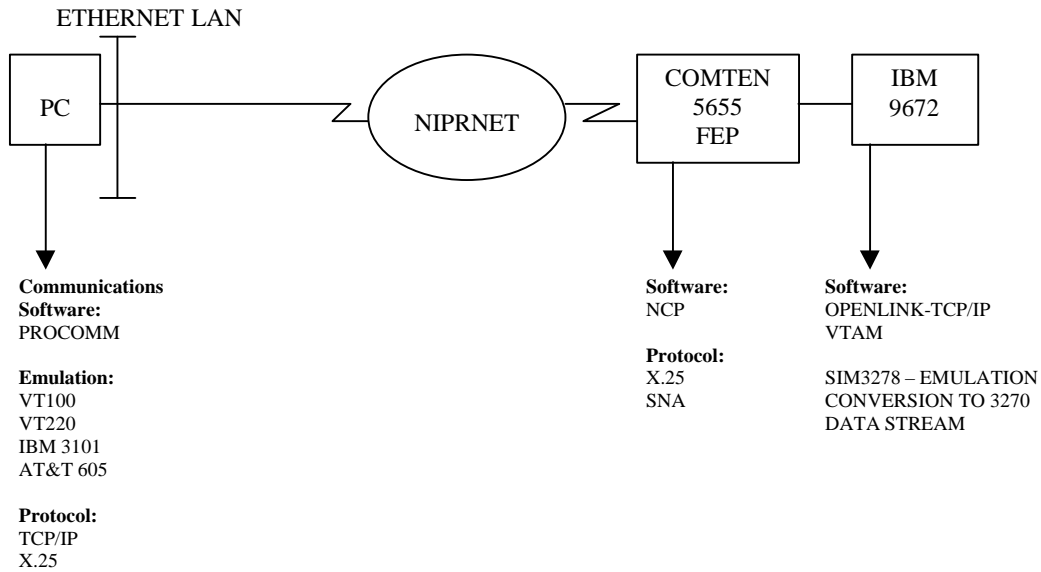 ETHERNET LAN
PC
NIPRNET
COMTEN
5655
FEP
IBM
9672
Communications
Software:
PROCOMM
Emulation:
VT100
VT220
IBM 3101
AT&T 605
Protocol:
TCP/IP
X.25
Software:
NCP
Protocol:
X.25
SNA
Software:
OPENLINK-TCP/IP
VTAM
SIM3278 – EMULATION
CONVERSION TO 3270
DATA STREAM